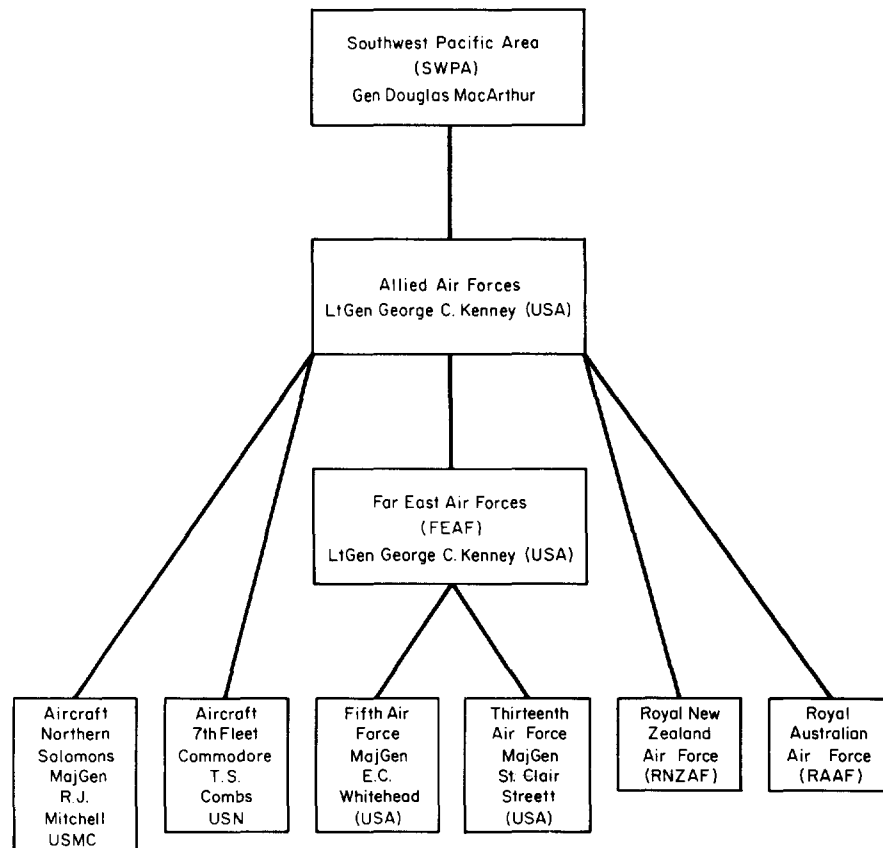 Southwest Pacific Area
(SWPA)
Gen Douglas MacArthur
Allied Air Forces
LtGen George C. Kenney (USA)
Far East Air Forces
(FEAF)
LtGen George C. Kenney (USA)
Aircraft
Northern
Solomons
MajGen
R.J.
Mitchell
USMC
Aircraft
7th Fleet
Commodore
T.S.
Combs
USN
Fifth Air
Force
MajGen
E.C.
Whitehead
(USA)
Thirteenth
Air Force
MajGen
St. Clair
Streett
(USA)
Royal New
Zealand
Air Force
(RNZAF)
Royal
Australian
Air Force
(RAAF)